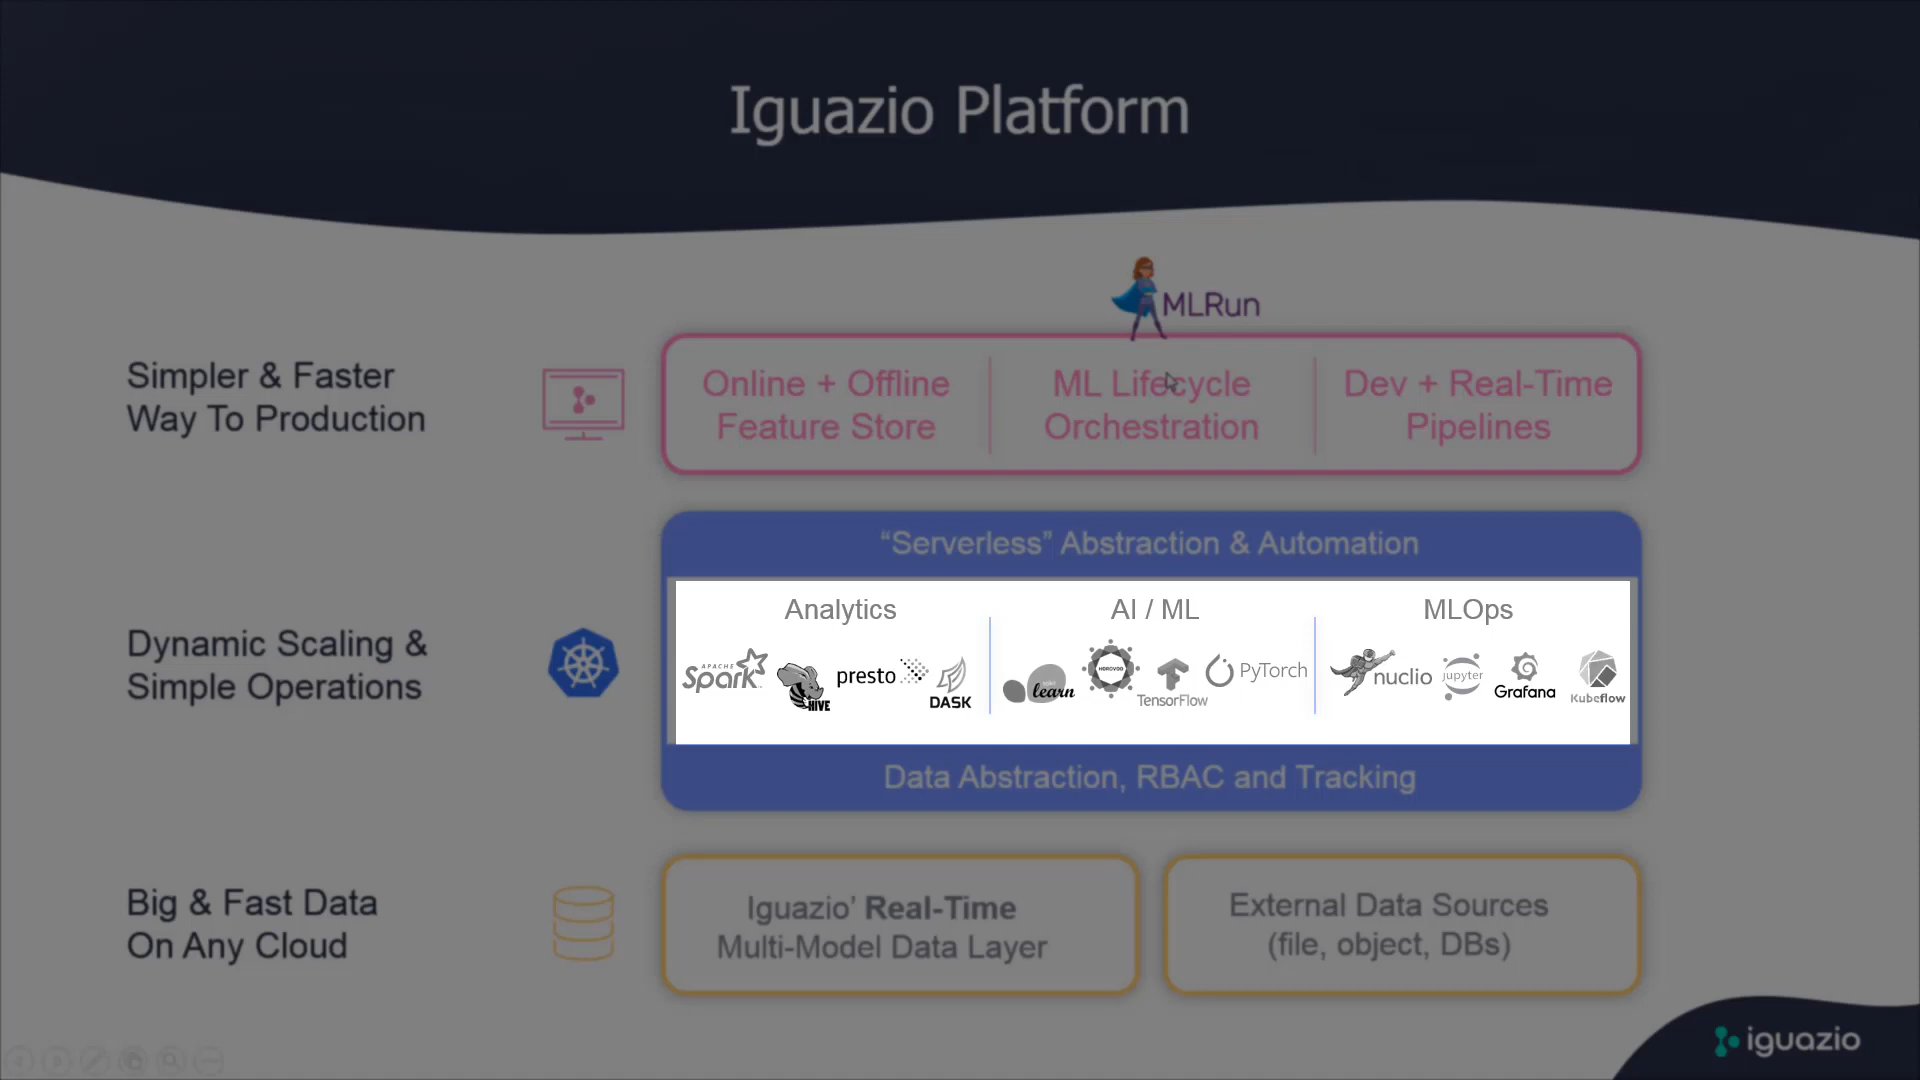 Iguazio Platform
MLRun
Simpler & Faster
Way To Production
Online + Offline
Feature Store
ML Lifecycle
Orchestration
Dev + Real-Time
Pipelines
“Serverless” Abstraction & Automation
Dynamic Scaling &
Simple Operations
Analytics
APACHE
Spark
HIVE
presto
DASK
AI / ML
learn
HOROVOD
TensorFlow
PyTorch
MLOps
nuclio
jupyter
Grafana
Kubeflow
Data Abstraction, RBAC and Tracking
Big & Fast Data
On Any Cloud
Iguazio’ Real-Time
Multi-Model Data Layer
External Data Sources
(file, object, DBs)
iguazio